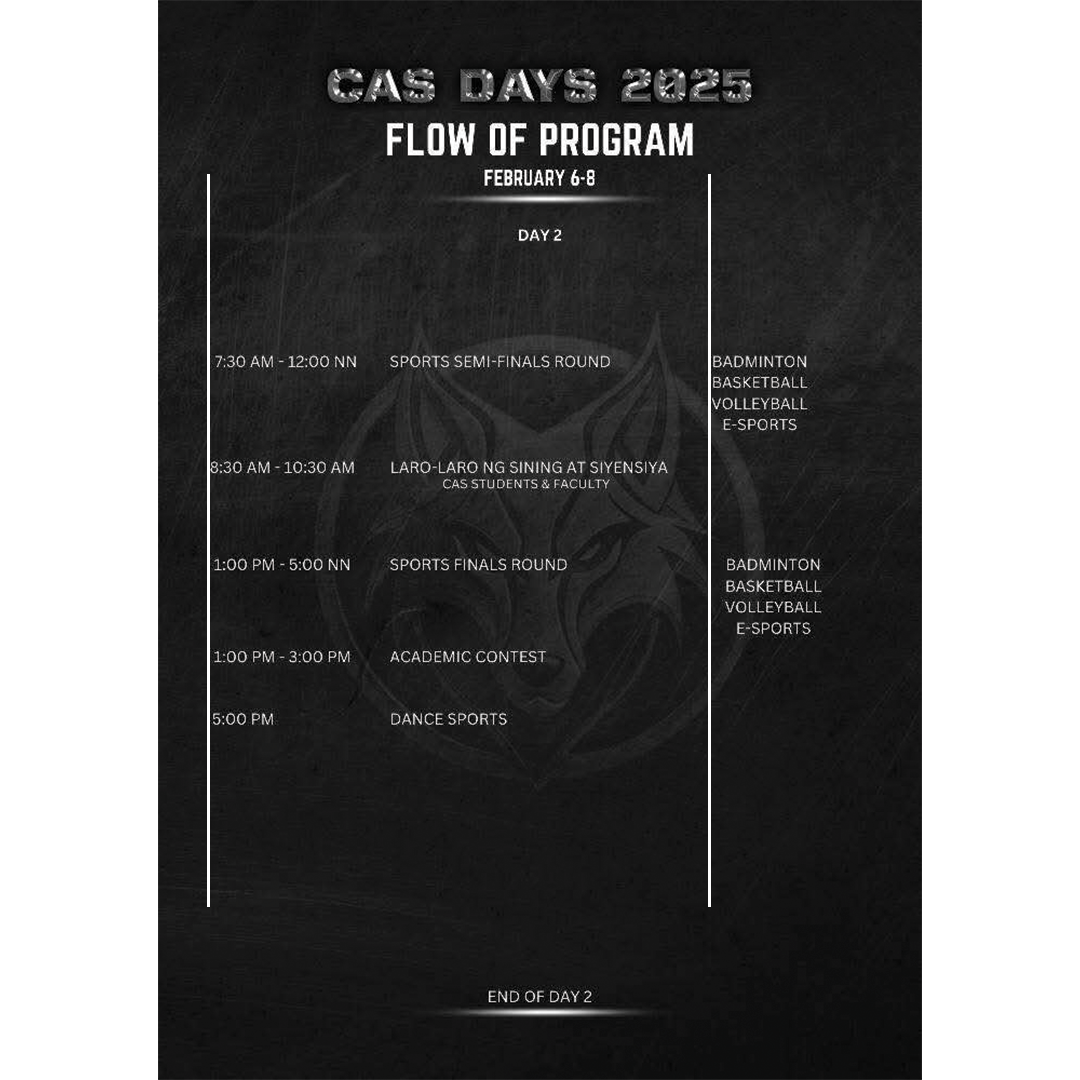 CAS DAYS 2025
FLOW OF PROGRAM
FEBRUARY 6-8
DAY 2
7:30 AM - 12:00 NN SPORTS SEMI-FINALS ROUND BADMINTON
BASKETBALL
VOLLEYBALL
E-SPORTS
8:30 AM - 10:30 AM LARO-LARO NG SINING AT SIYENSIYA
CAS STUDENTS & FACULTY
1:00 PM - 5:00 NN SPORTS FINALS ROUND BADMINTON
BASKETBALL
VOLLEYBALL
E-SPORTS
1:00 PM - 3:00 PM ACADEMIC CONTEST
5:00 PM DANCE SPORTS
END OF DAY 2